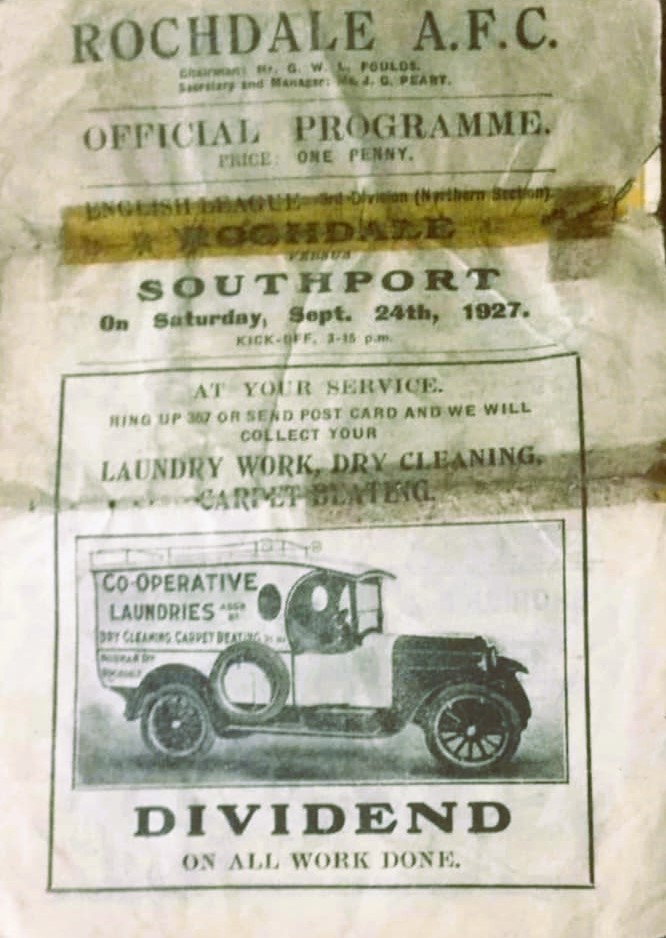 ROCHDALE A.F.C.
Chairman: Mr. G. W. L. FOULDS.
Secretary and Manager: Mr. J. G. PEART.
OFFICIAL PROGRAMME.
PRICE: ONE PENNY.
ENGLISH LEAGUE—3rd Division (Northern Section)
ROCHDALE
VERSUS
SOUTHPORT
On Saturday, Sept. 24th, 1927.
KICK-OFF, 3-15 p.m.
AT YOUR SERVICE.
RING UP 367 OR SEND POST CARD AND WE WILL
COLLECT YOUR
LAUNDRY WORK, DRY CLEANING,
CARPET BEATING.
CO-OPERATIVE
LAUNDRIES ASSN
DRY CLEANING CARPET BEATING
ROCHDALE
DIVIDEND
ON ALL WORK DONE.